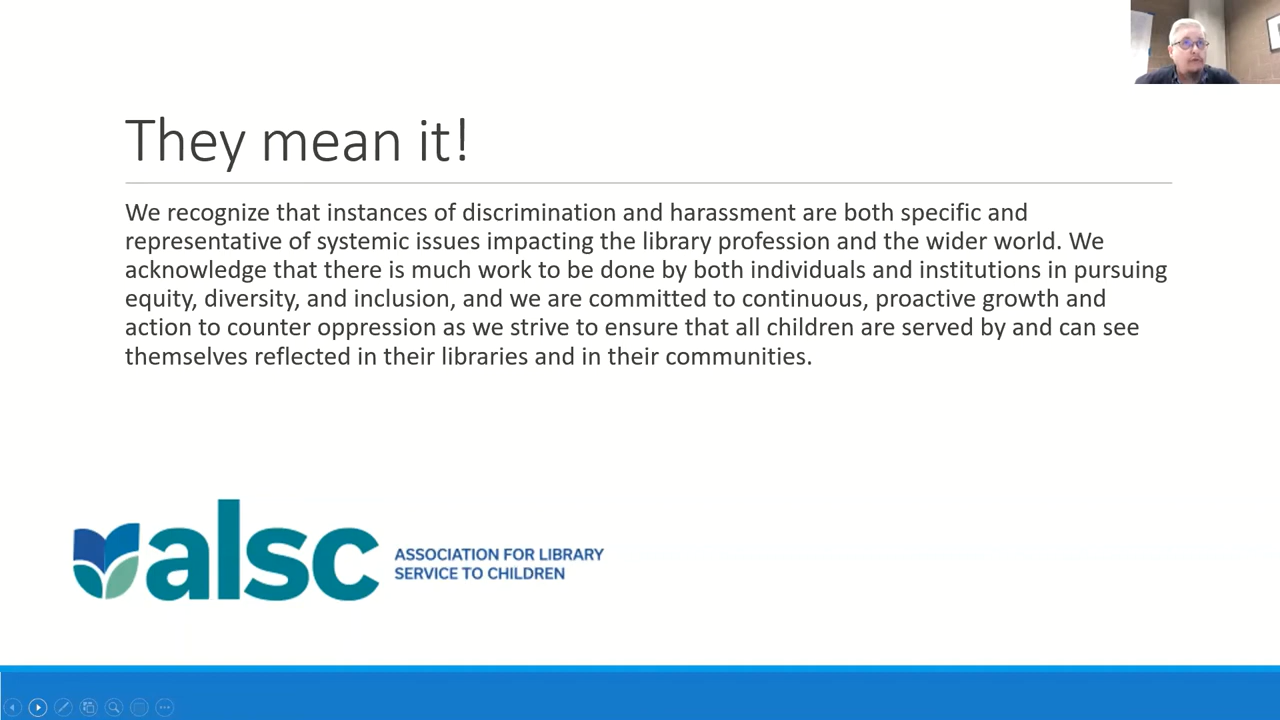 They mean it!
We recognize that instances of discrimination and harassment are both specific and
representative of systemic issues impacting the library profession and the wider world. We
acknowledge that there is much work to be done by both individuals and institutions in pursuing
equity, diversity, and inclusion, and we are committed to continuous, proactive growth and
action to counter oppression as we strive to ensure that all children are served by and can see
themselves reflected in their libraries and in their communities.
alsc
ASSOCIATION FOR LIBRARY
SERVICE TO CHILDREN